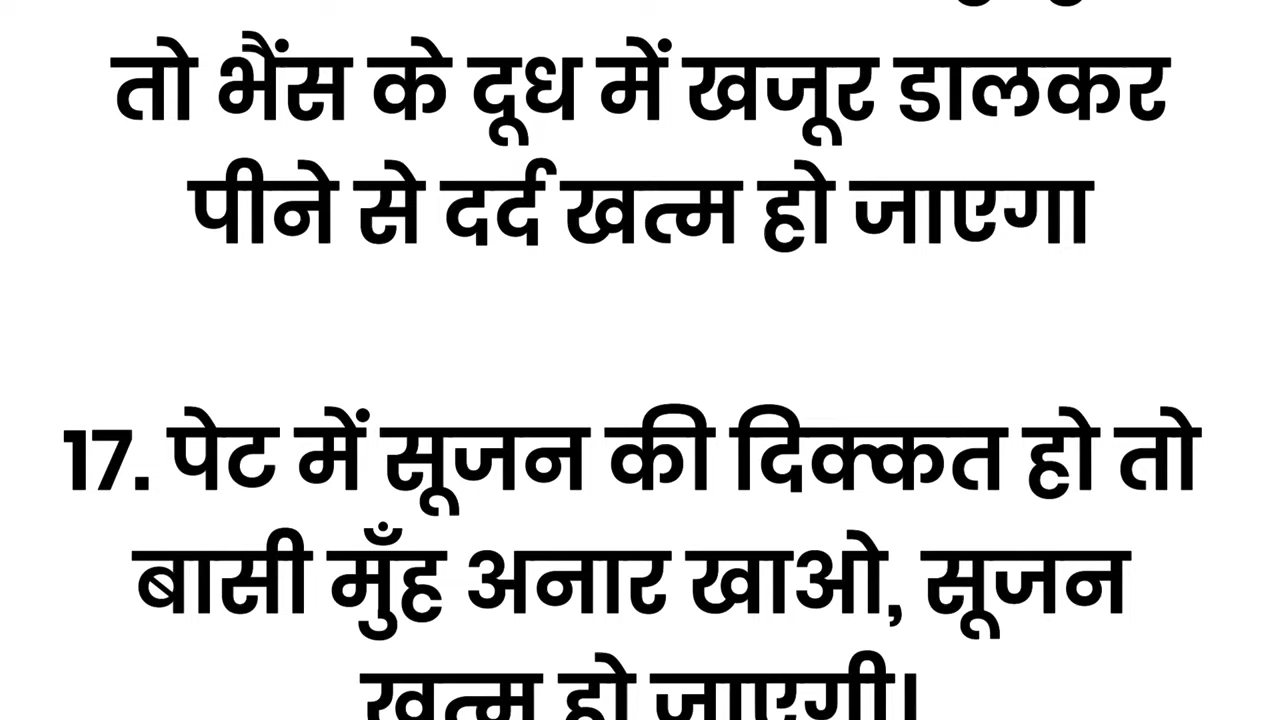 तो भैंस के दूध में खजूर डालकर
पीने से दर्द खत्म हो जाएगा
17. पेट में सूजन की दिक्कत हो तो
बासी मुँह अनार खाओ, सूजन
खत्म हो जाएगी।